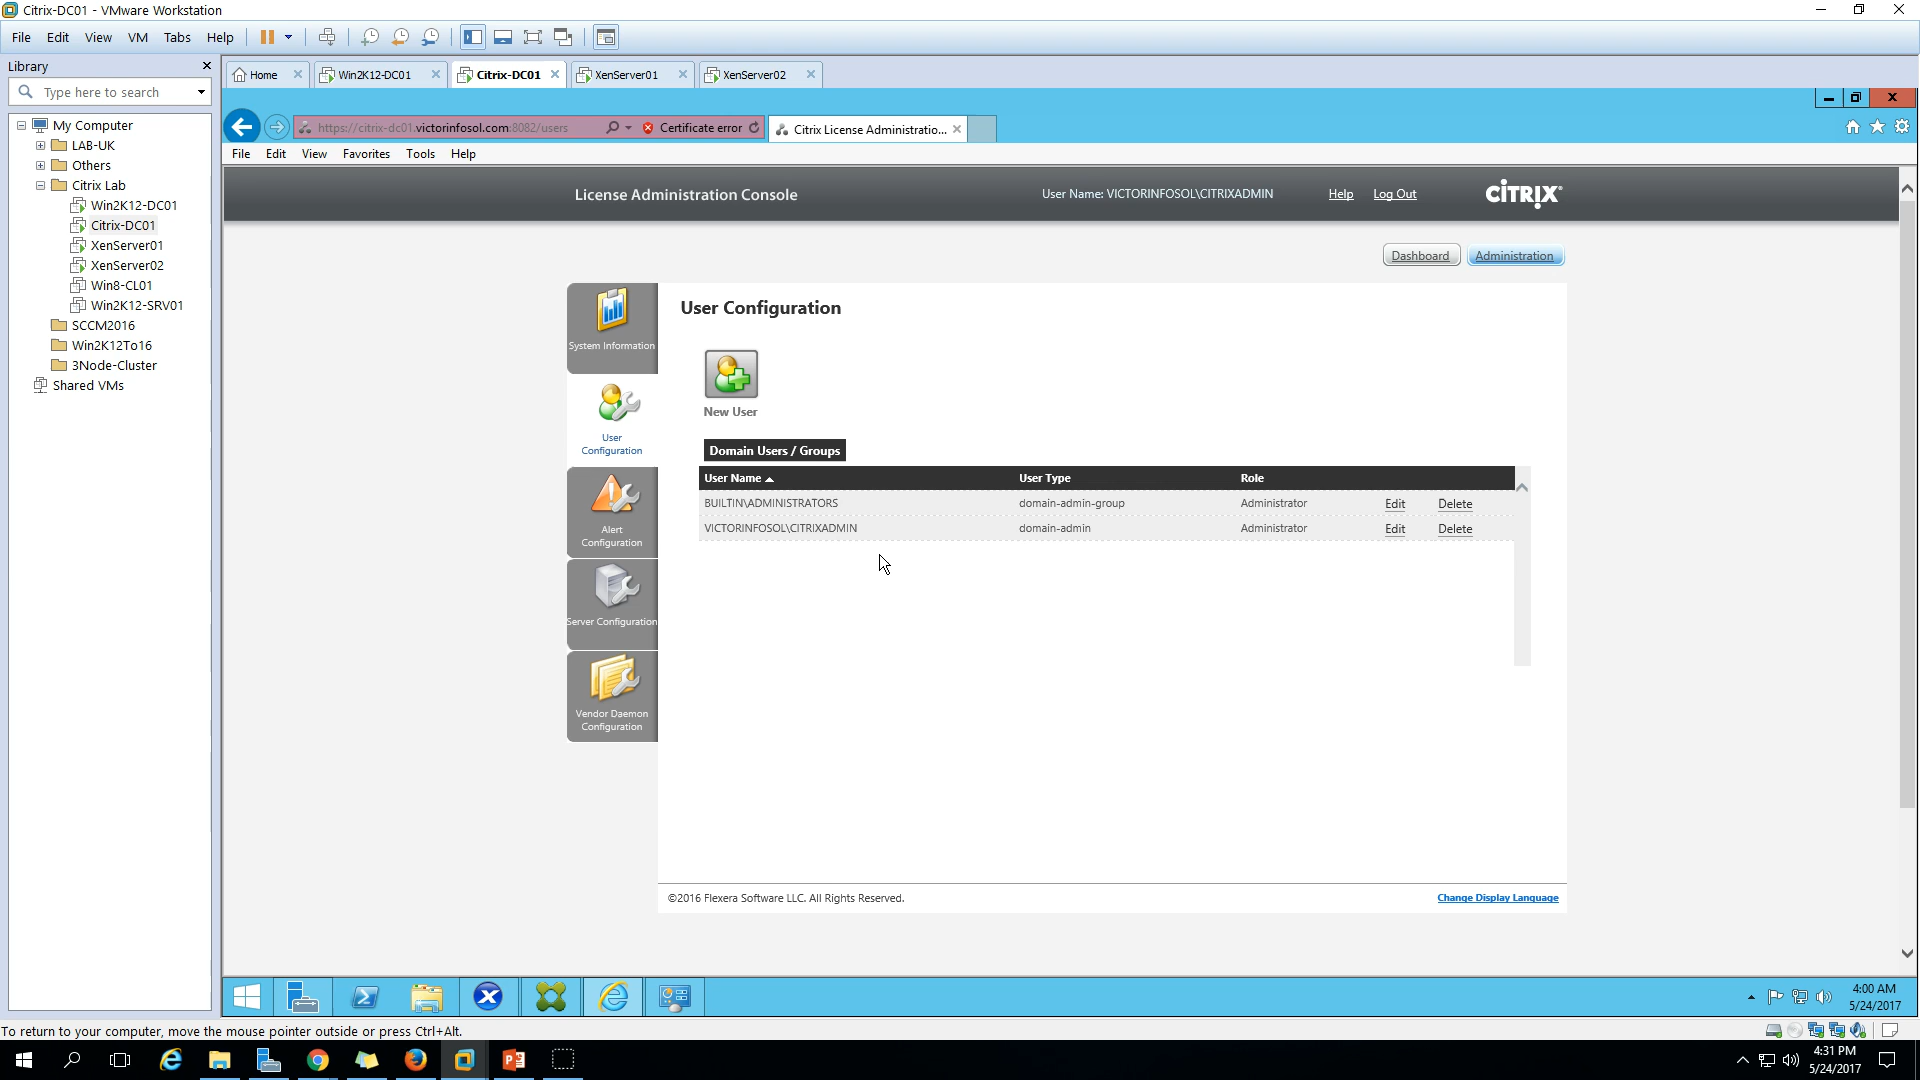 Citrix-DC01 - VMware Workstation
File Edit View VM Tabs Help
Library
Type here to search
My Computer
LAB-UK
Others
Citrix Lab
Win2K12-DC01
Citrix-DC01
XenServer01
XenServer02
Win8-CL01
Win2K12-SRV01
SCCM2016
Win2K12To16
3Node-Cluster
Shared VMs
Home Win2K12-DC01 Citrix-DC01 XenServer01 XenServer02
https://citrix-dc01.victorinfosol.com:8082/users Certificate error Citrix License Administratio...
File Edit View Favorites Tools Help
License Administration Console User Name: VICTORINFOSOL\CITRIXADMIN Help Log Out CITRIX
Dashboard Administration
System Information
User
Configuration
Alert
Configuration
Server Configuration
Vendor Daemon
Configuration
User Configuration
New User
Domain Users / Groups
User Name User Type Role
BUILTIN\ADMINISTRATORS domain-admin-group Administrator Edit Delete
VICTORINFOSOL\CITRIXADMIN domain-admin Administrator Edit Delete
©2016 Flexera Software LLC. All Rights Reserved. Change Display Language
4:00 AM
5/24/2017
To return to your computer, move the mouse pointer outside or press Ctrl+Alt.
4:31 PM
5/24/2017